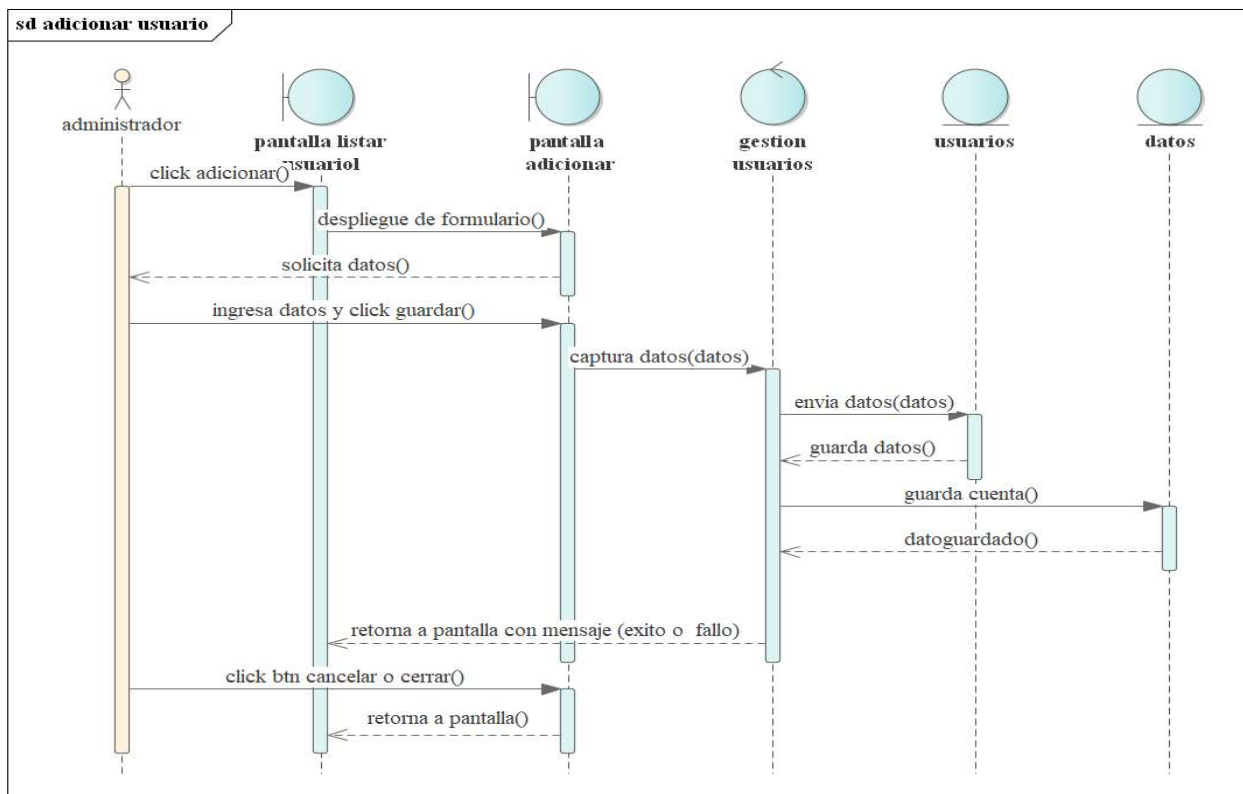 sd adicionar usuario
administrador
pantalla listar
usuariol
pantalla
adicionar
gestion
usuarios
usuarios
datos
click adicionar()
despliegue de formulario()
solicita datos()
ingresa datos y click guardar()
captura datos(datos)
envia datos(datos)
guarda datos()
guarda cuenta()
datoguardado()
retorna a pantalla con mensaje (exito o fallo)
click btn cancelar o cerrar()
retorna a pantalla()